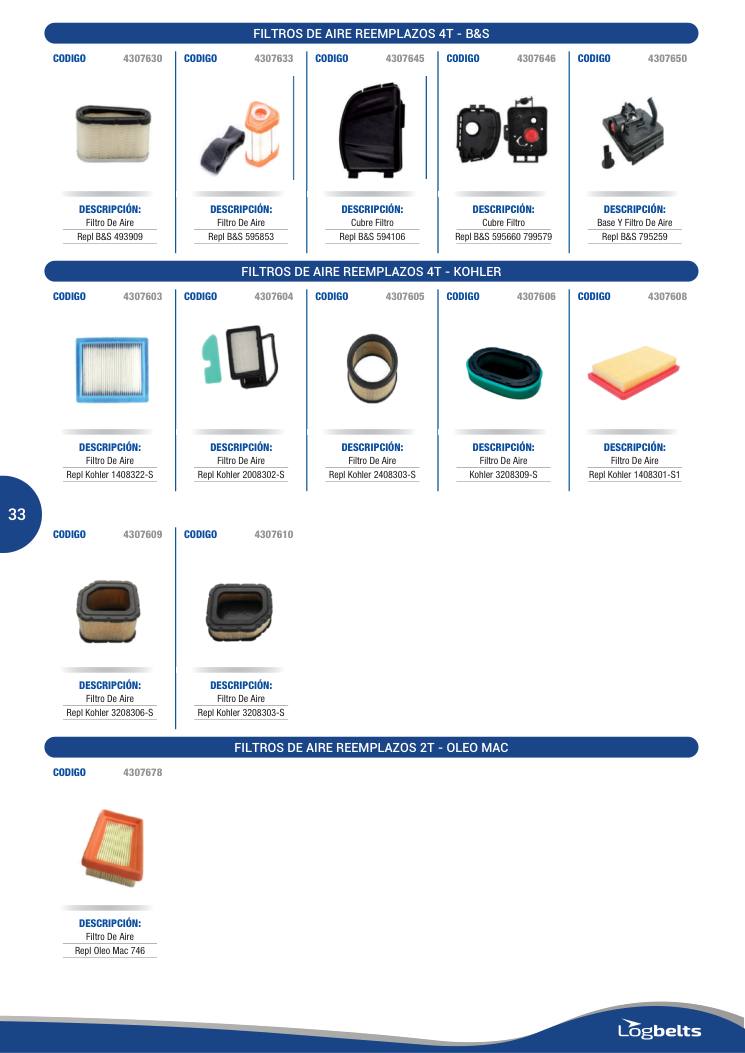 FILTROS DE AIRE REEMPLAZOS 4T - B&S
CODIGO 4307630
DESCRIPCIÓN:
Filtro De Aire
Repl B&S 493909
CODIGO 4307633
DESCRIPCIÓN:
Filtro De Aire
Repl B&S 595853
CODIGO 4307645
DESCRIPCIÓN:
Cubre Filtro
Repl B&S 594106
CODIGO 4307646
DESCRIPCIÓN:
Cubre Filtro
Repl B&S 595660 799579
CODIGO 4307650
DESCRIPCIÓN:
Base Y Filtro De Aire
Repl B&S 795259
FILTROS DE AIRE REEMPLAZOS 4T - KOHLER
CODIGO 4307603
DESCRIPCIÓN:
Filtro De Aire
Repl Kohler 1408322-S
CODIGO 4307604
DESCRIPCIÓN:
Filtro De Aire
Repl Kohler 2008302-S
CODIGO 4307605
DESCRIPCIÓN:
Filtro De Aire
Repl Kohler 2408303-S
CODIGO 4307606
DESCRIPCIÓN:
Filtro De Aire
Kohler 3208309-S
CODIGO 4307608
DESCRIPCIÓN:
Filtro De Aire
Repl Kohler 1408301-S1
33
CODIGO 4307609
DESCRIPCIÓN:
Filtro De Aire
Repl Kohler 3208306-S
CODIGO 4307610
DESCRIPCIÓN:
Filtro De Aire
Repl Kohler 3208303-S
FILTROS DE AIRE REEMPLAZOS 2T - OLEO MAC
CODIGO 4307678
DESCRIPCIÓN:
Filtro De Aire
Repl Oleo Mac 746
Logbelts